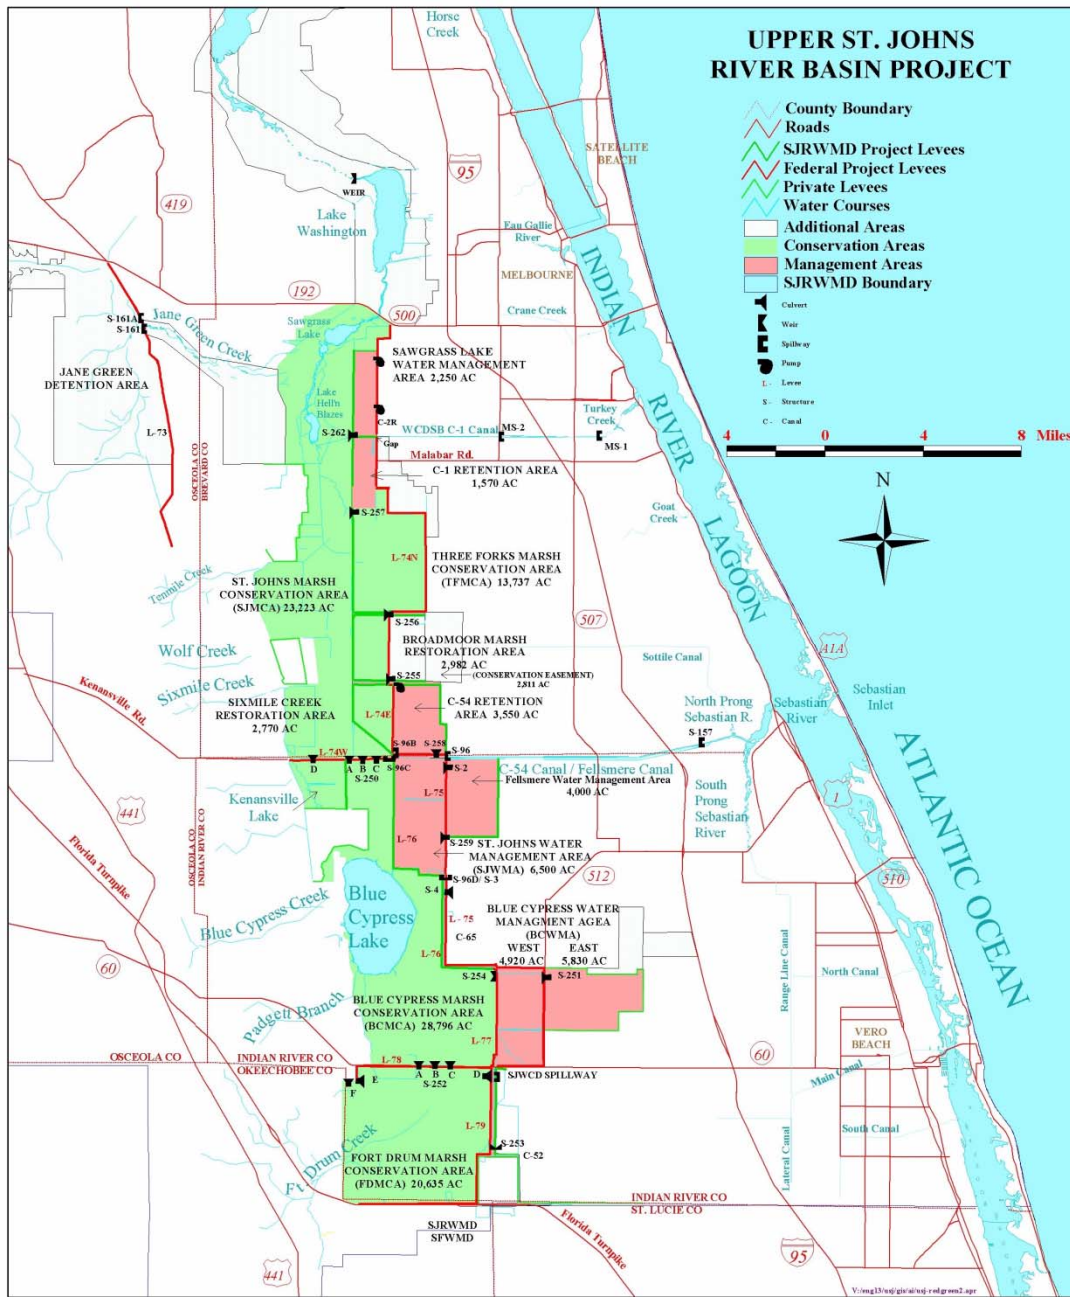 UPPER ST. JOHNS
RIVER BASIN PROJECT
County Boundary
Roads
SJRWMD Project Levees
Federal Project Levees
Private Levees
Water Courses
Additional Areas
Conservation Areas
Management Areas
SJRWMD Boundary
Culvert
Weir
Spillway
Pump
L - Levee
S - Structure
C - Canal
4 0 4 8 Miles
N
Horse
Creek
SATELLITE
BEACH
95
419
WEIR
Lake
Washington
Eau Gallie
River
MELBOURNE
Crane Creek
INDIAN
RIVER
LAGOON
ATLANTIC OCEAN
192
500
S-161A
S-161
Jane Green Creek
Sawgrass
Lake
JANE GREEN
DETENTION AREA
L-73
OSCEOLA CO
BREVARD CO
SAWGRASS LAKE
WATER MANAGEMENT
AREA 2,250 AC
Lake
Hell'n
Blazes
C-2R
Turkey
Creek
S-262
Gap
WCDSB C-1 Canal
MS-2
MS-1
Malabar Rd.
C-1 RETENTION AREA
1,570 AC
S-257
Goat
Creek
L-74N
THREE FORKS MARSH
CONSERVATION AREA
(TFMCA) 13,737 AC
Tenmile Creek
ST. JOHNS MARSH
CONSERVATION AREA
(SJMCA) 23,223 AC
S-256
507
A1A
Wolf Creek
BROADMOOR MARSH
RESTORATION AREA
2,982 AC
(CONSERVATION EASEMENT)
2,811 AC
Sottile Canal
S-255
Sixmile Creek
Kenansville Rd.
SIXMILE CREEK
RESTORATION AREA
2,770 AC
L-74E
C-54 RETENTION
AREA 3,550 AC
North Prong
Sebastian R.
Sebastian
River
Sebastian
Inlet
S-157
L-74W
S-96B
S-258
S-96
D
A
B
C
S-250
S-96C
S-2
C-54 Canal / Fellsmere Canal
Fellsmere Water Management Area
4,000 AC
Kenansville
Lake
L-75
South
Prong
Sebastian
River
1
441
OSCEOLA CO
INDIAN RIVER CO
Florida Turnpike
L-76
S-259
ST. JOHNS WATER
MANAGEMENT AREA
(SJWMA) 6,500 AC
512
510
S-96D/ S-3
S-4
Blue Cypress Creek
Blue
Cypress
Lake
L-75
C-65
BLUE CYPRESS WATER
MANAGMENT AGEA
(BCWMA)
WEST
4,920 AC
EAST
5,830 AC
L-76
60
S-254
S-251
Range Line Canal
North Canal
Padgett Branch
BLUE CYPRESS MARSH
CONSERVATION AREA
(BCMCA) 28,796 AC
L-77
VERO
BEACH
60
OSCEOLA CO
INDIAN RIVER CO
OKEECHOBEE CO
L-78
A
B
C
S-252
D
E
F
SJWCD SPILLWAY
Main Canal
L-79
S-253
C-52
South Canal
Lateral Canal
Ft. Drum Creek
FORT DRUM MARSH
CONSERVATION AREA
(FDMCA) 20,635 AC
INDIAN RIVER CO
ST. LUCIE CO
SJRWMD
SFWMD
Florida Turnpike
95
441
V:/eng13/usj/gis/ai/usj-redgreen2.apr